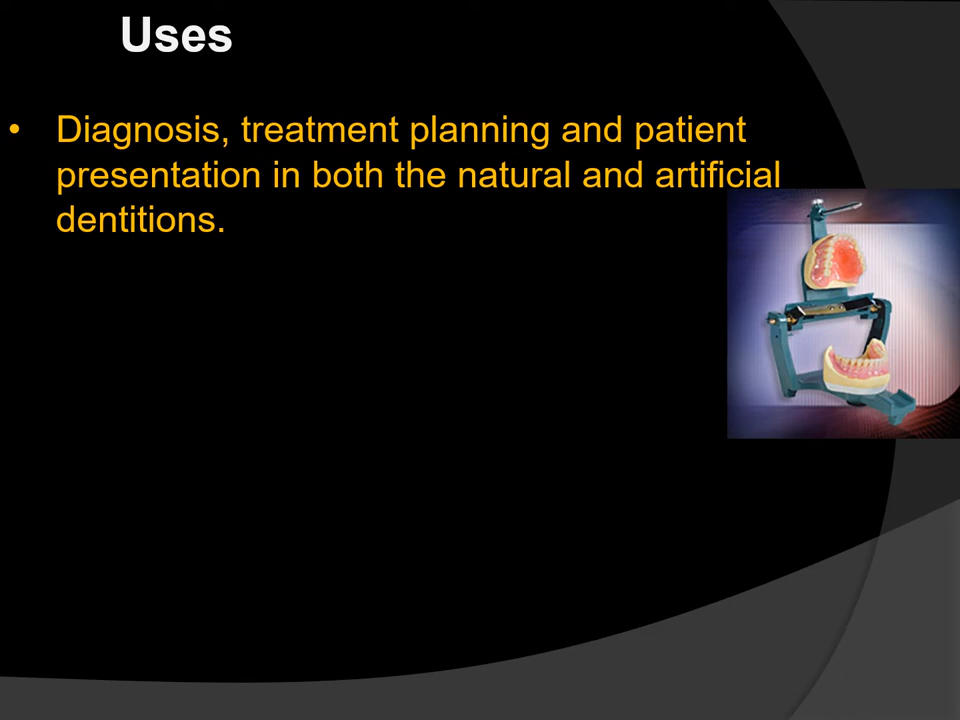 Uses
• Diagnosis, treatment planning and patient
presentation in both the natural and artificial
dentitions.